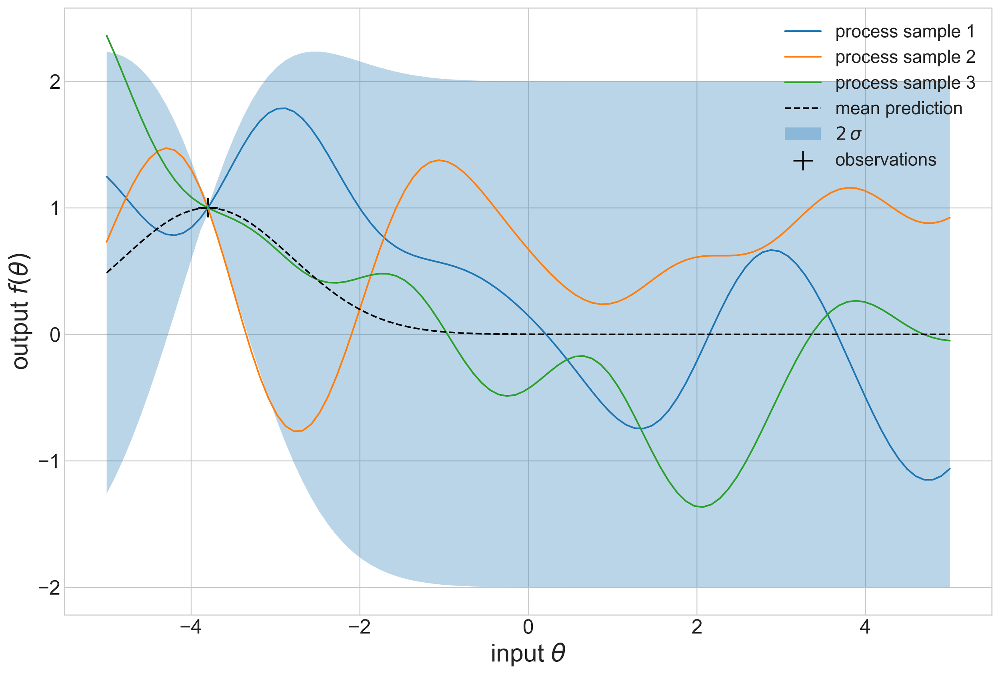 process sample 1
process sample 2
process sample 3
mean prediction
2 σ
observations
2
1
0
−1
−2
output f(θ)
−4
−2
0
2
4
input θ